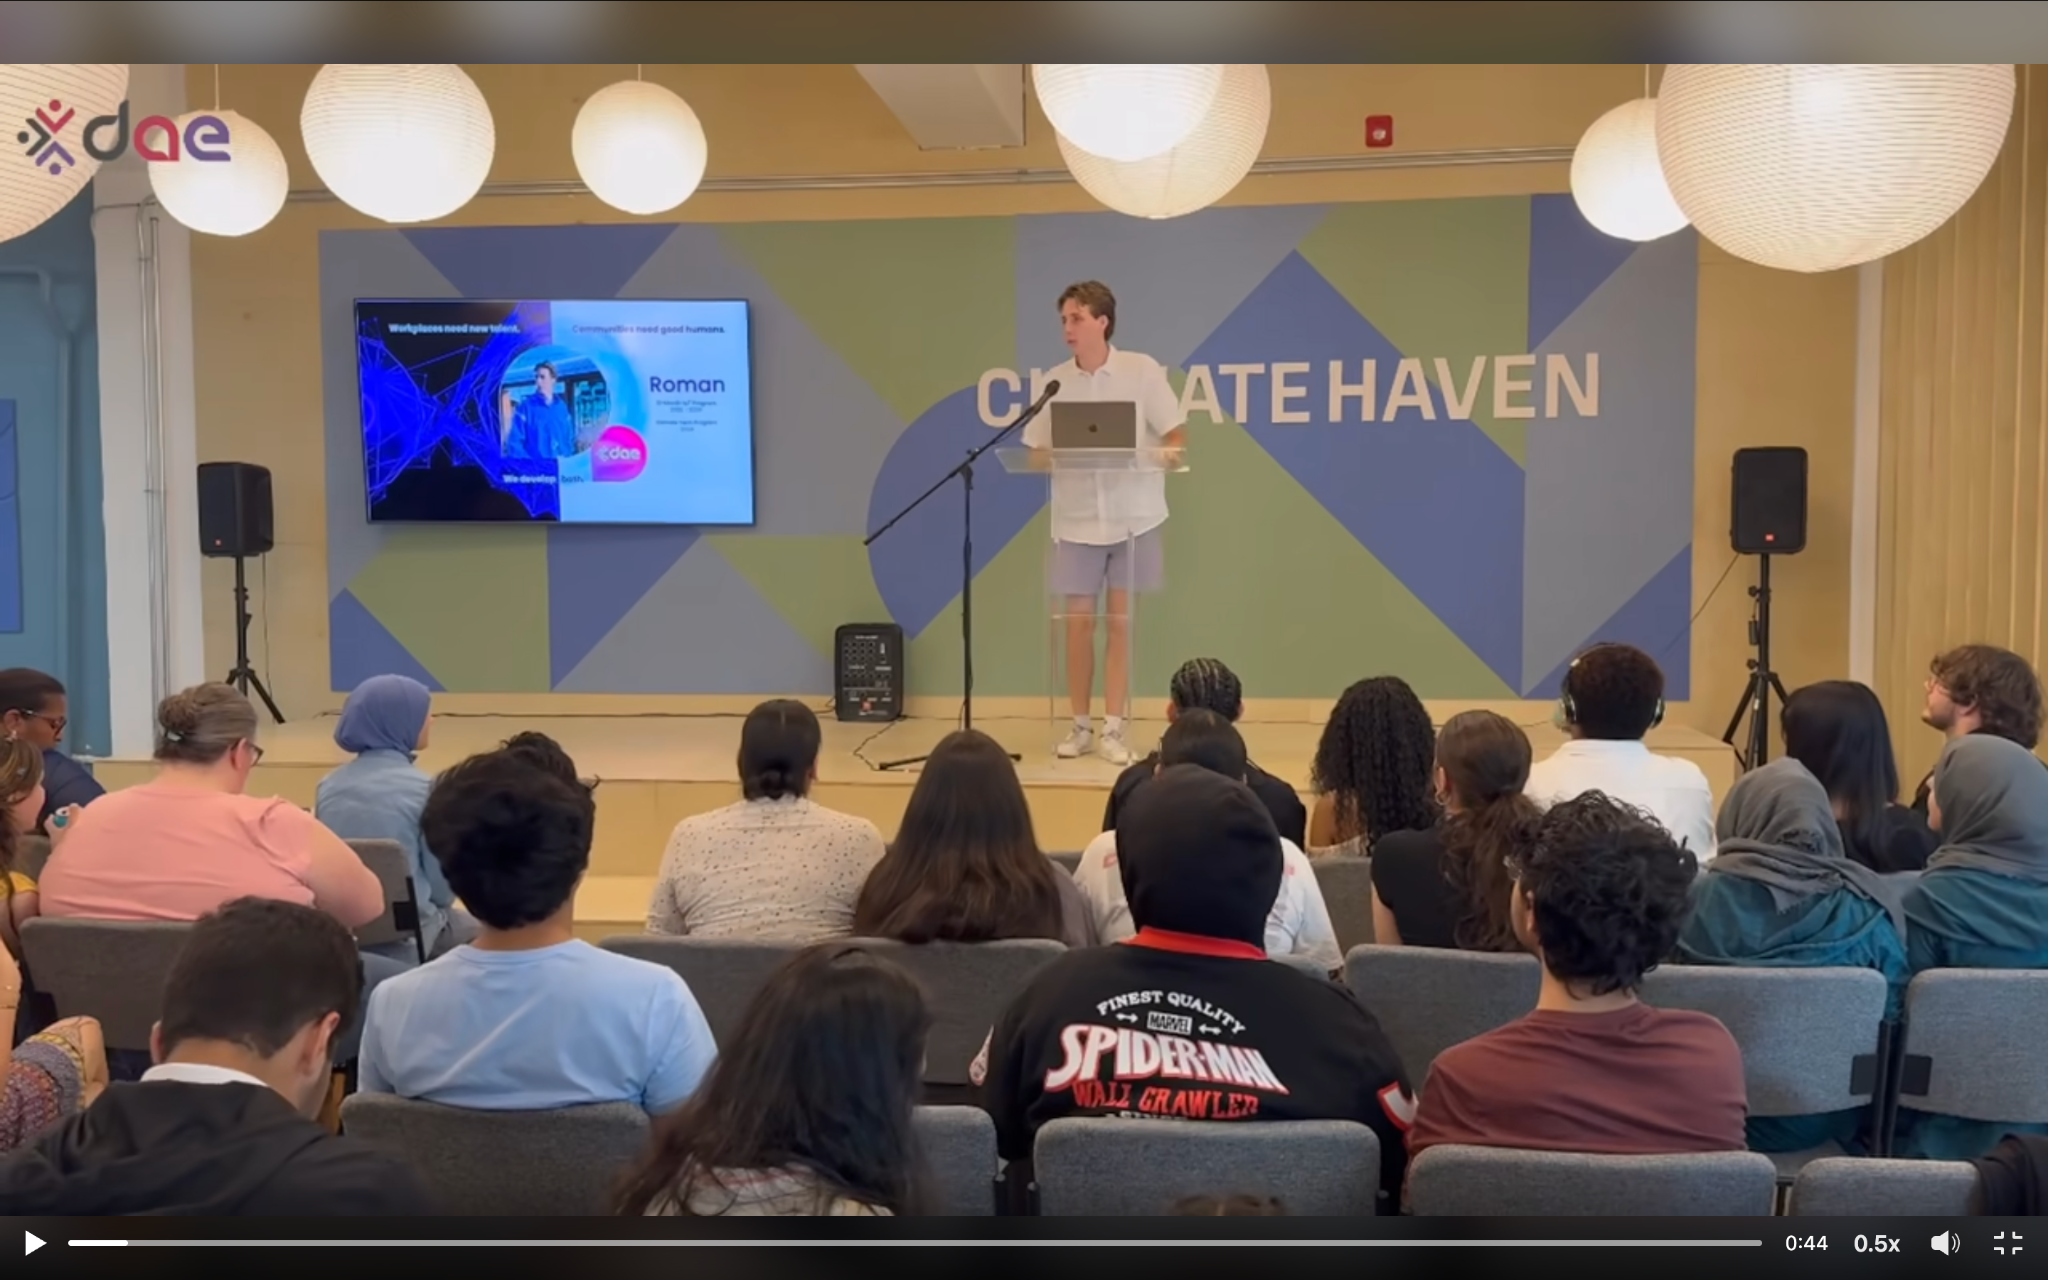 dae
Workplaces need new talent.
Communities need good humans.
Roman
dae
We develop both.
CL ATE HAVEN
FINEST QUALITY
MARVEL
SPIDER-MAN
WALL CRAWLER
0:44
0.5x